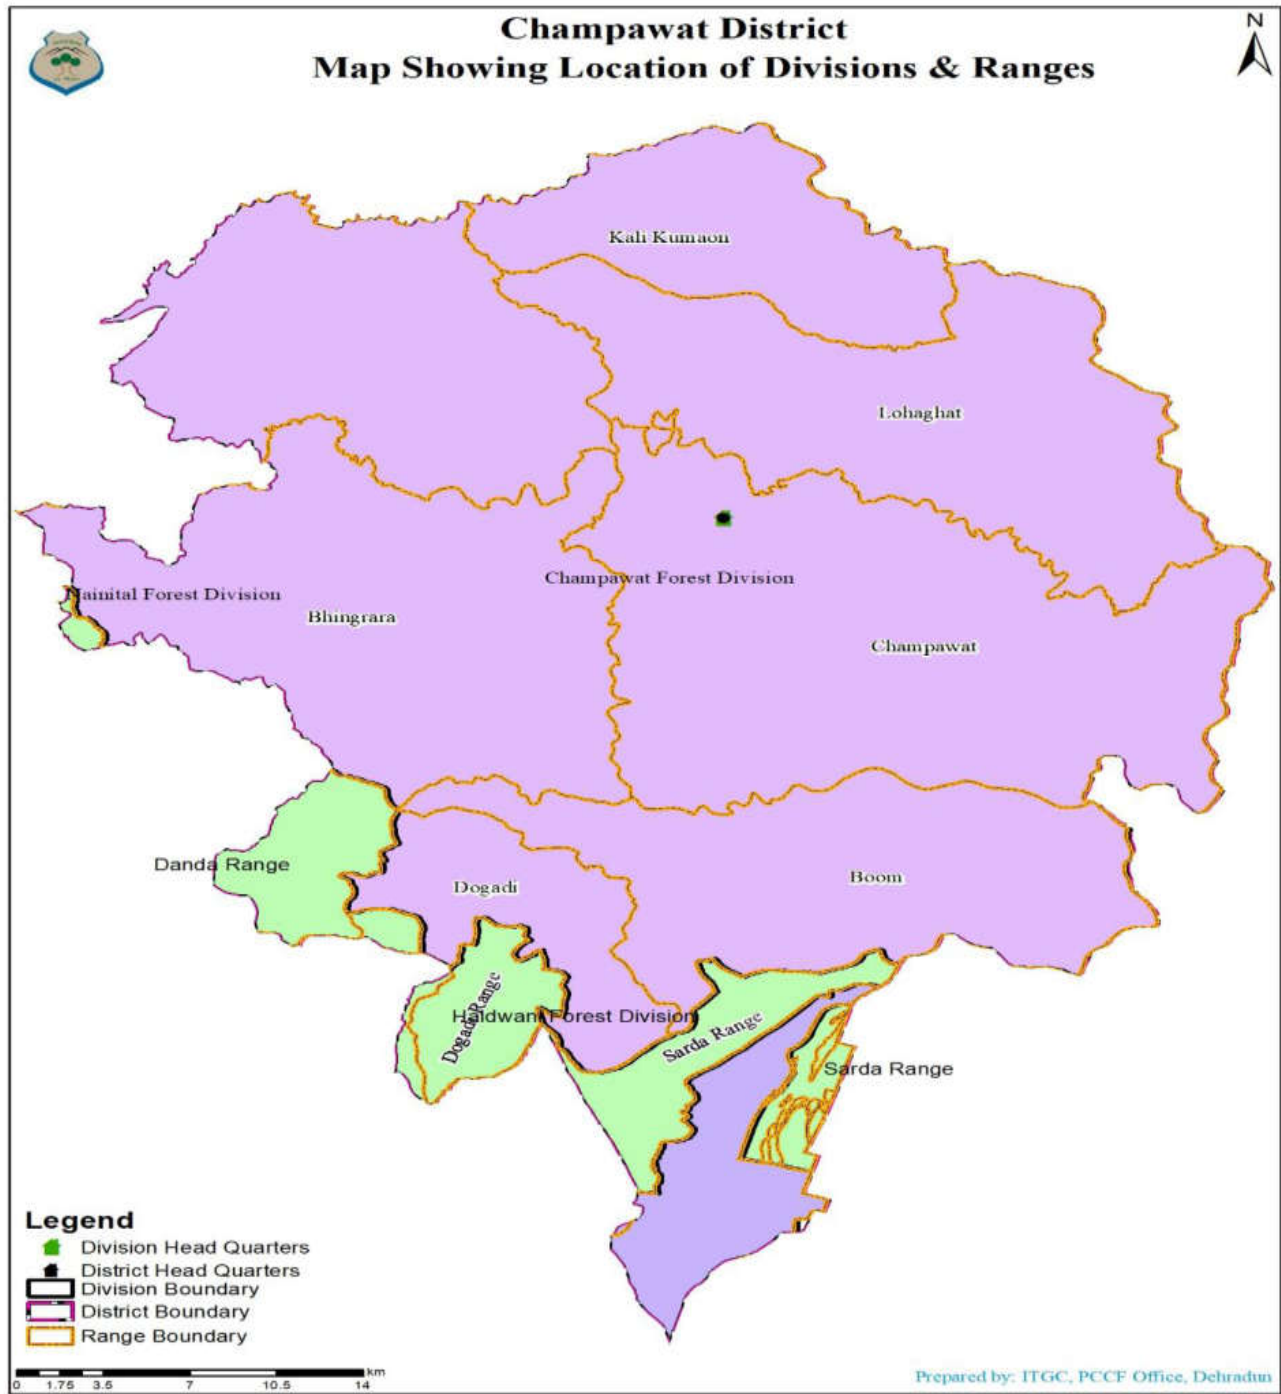 Champawat District
N
Map Showing Location of Divisions & Ranges
Kali Kumaon
Lohaghat
Champawat Forest Division
Nainital Forest Division
Bhingrara
Champawat
Danda Range
Dogadi
Boom
Dogadi Range
Haldwani Forest Division
Sarda Range
Sarda Range
Legend
Division Head Quarters
District Head Quarters
Division Boundary
District Boundary
Range Boundary
km
0 1.75 3.5 7 10.5 14
Prepared by: ITGC, PCCF Office, Dehradun